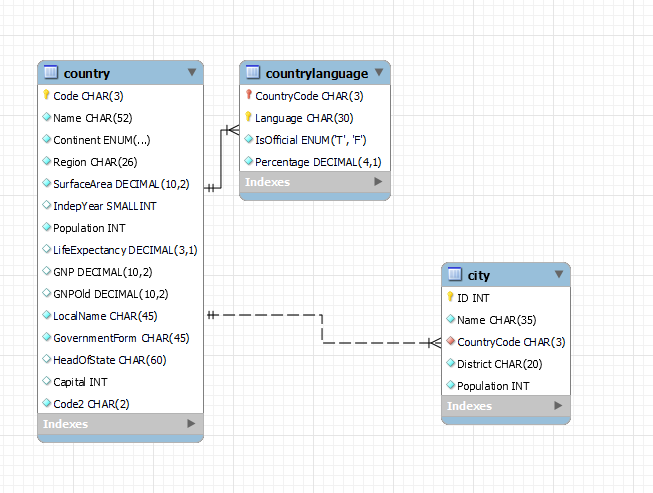 country
Code CHAR(3)
Name CHAR(52)
Continent ENUM(...)
Region CHAR(26)
SurfaceArea DECIMAL(10,2)
IndepYear SMALLINT
Population INT
LifeExpectancy DECIMAL(3,1)
GNP DECIMAL(10,2)
GNPOld DECIMAL(10,2)
LocalName CHAR(45)
GovernmentForm CHAR(45)
HeadOfState CHAR(60)
Capital INT
Code2 CHAR(2)
Indexes
countrylanguage
CountryCode CHAR(3)
Language CHAR(30)
IsOfficial ENUM('T', 'F')
Percentage DECIMAL(4,1)
Indexes
city
ID INT
Name CHAR(35)
CountryCode CHAR(3)
District CHAR(20)
Population INT
Indexes